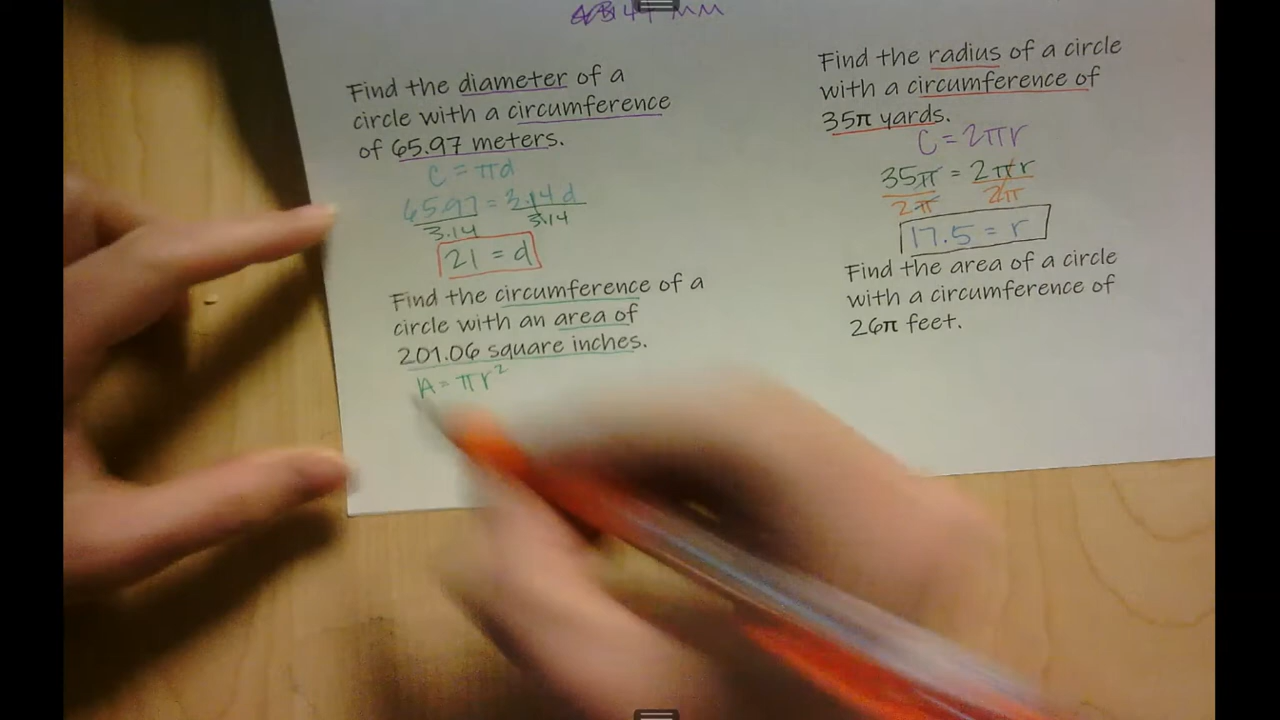 147 mm
Find the diameter of a
circle with a circumference
of 65.97 meters.
C = πd
65.97 = 3.14 d
3.14 3.14
21 = d
Find the circumference of a
circle with an area of
201.06 square inches.
A = πr²
Find the radius of a circle
with a circumference of
35π yards.
C = 2πr
35π = 2πr
2π 2π
17.5 = r
Find the area of a circle
with a circumference of
26π feet.